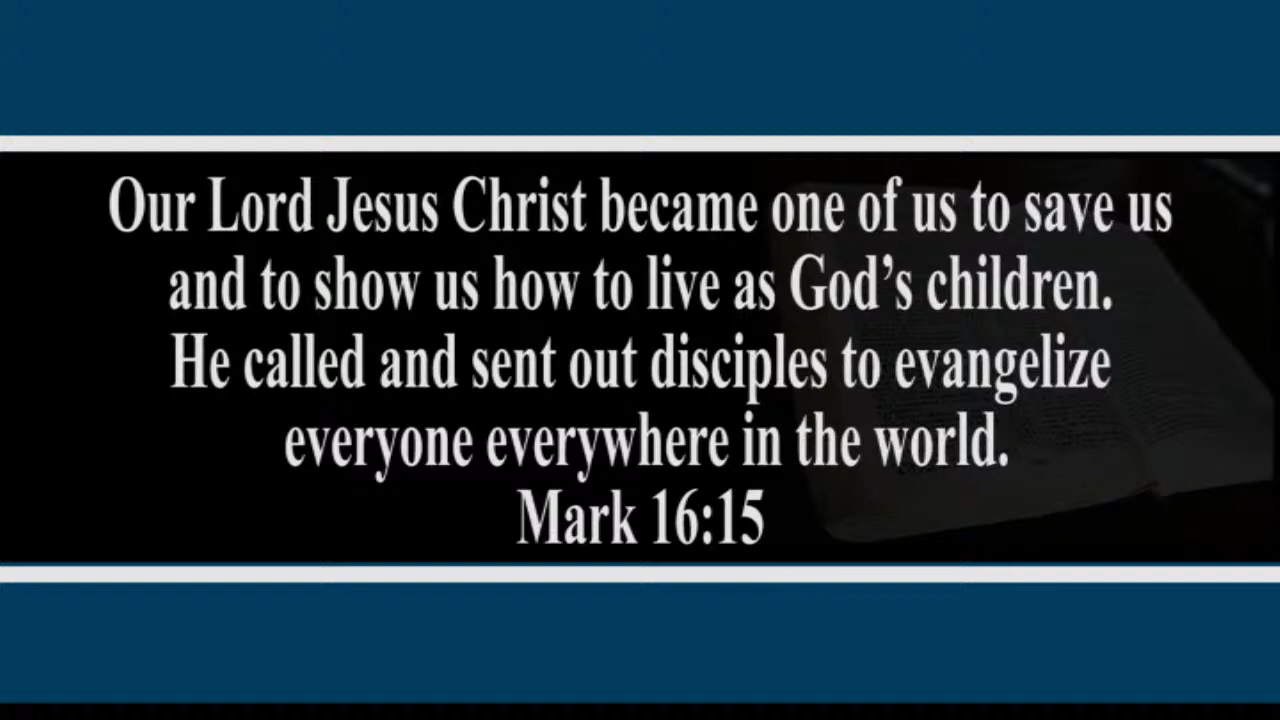 Our Lord Jesus Christ became one of us to save us
and to show us how to live as God’s children.
He called and sent out disciples to evangelize
everyone everywhere in the world.
Mark 16:15